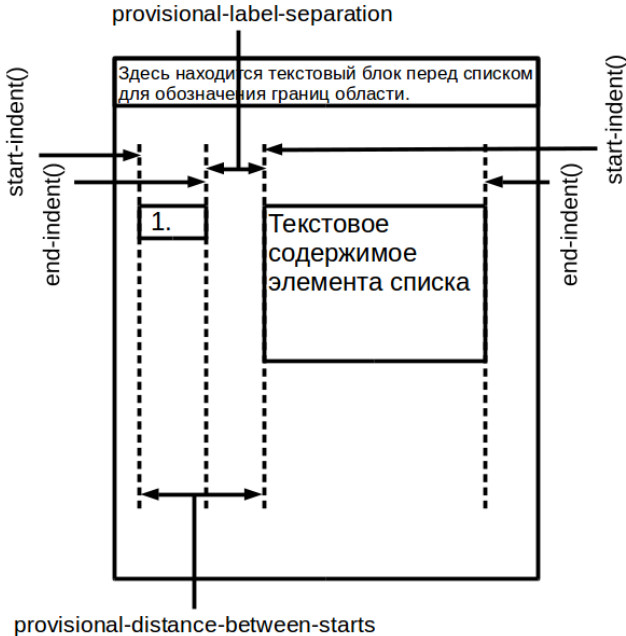 provisional-label-separation
Здесь находится текстовый блок перед списком
для обозначения границ области.
start-indent()
end-indent()
start-indent()
end-indent()
1.
Текстовое
содержимое
элемента списка
provisional-distance-between-starts